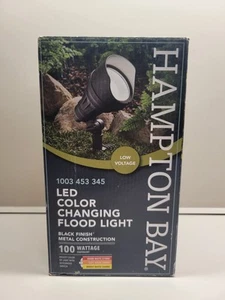 HAMPTON BAY®
LOW
VOLTAGE
1003 453 345
LED
COLOR
CHANGING
FLOOD LIGHT
BLACK FINISH
METAL CONSTRUCTION
100 WATTAGE